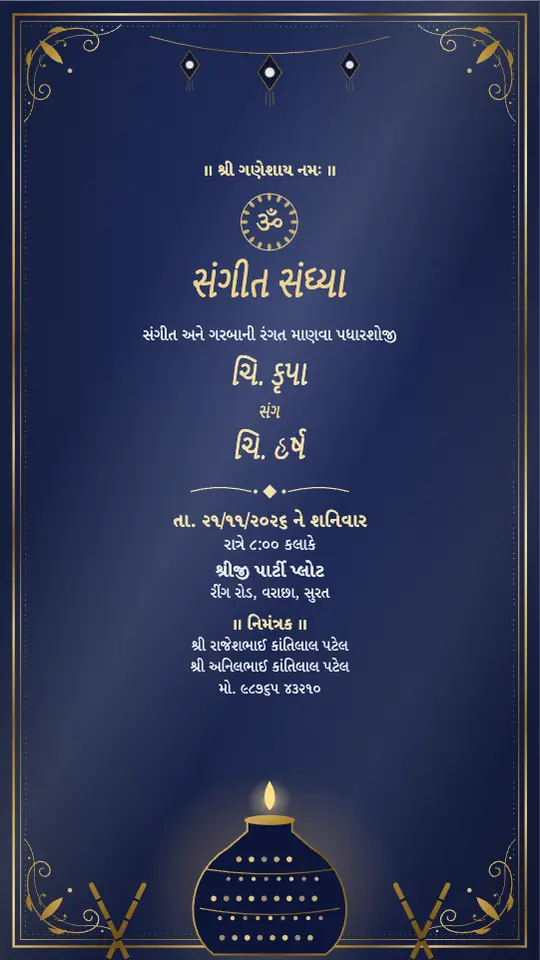 ॥ શ્રી ગણેશાય નમઃ ॥
ૐ
સંગીત સંધ્યા
સંગીત અને ગરબાની રંગત માણવા પધારશોજી
ચિ. કૃપા
સંગ
ચિ. હર્ષ
તા. ૨૧/૧૧/૨૦૨૬ ને શનિવાર
રાત્રે ૮:૦૦ કલાકે
શ્રીજી પાર્ટી પ્લોટ
રીંગ રોડ, વરાછા, સુરત
॥ નિમંત્રક ॥
શ્રી રાજેશભાઈ કાંતિલાલ પટેલ
શ્રી અનિલભાઈ કાંતિલાલ પટેલ
મો. ૯૮૭૬૫ ૪૩૨૧૦